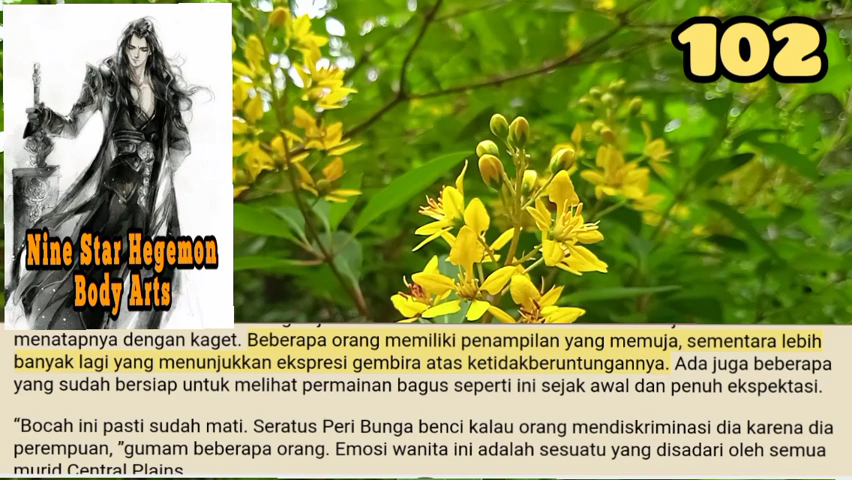 102
Nine Star Hegemon
Body Arts
menatapnya dengan kaget. Beberapa orang memiliki penampilan yang memuja, sementara lebih
banyak lagi yang menunjukkan ekspresi gembira atas ketidakberuntungannya. Ada juga beberapa
yang sudah bersiap untuk melihat permainan bagus seperti ini sejak awal dan penuh ekspektasi.
“Bocah ini pasti sudah mati. Seratus Peri Bunga benci kalau orang mendiskriminasi dia karena dia
perempuan, ”gumam beberapa orang. Emosi wanita ini adalah sesuatu yang disadari oleh semua
murid Central Plains